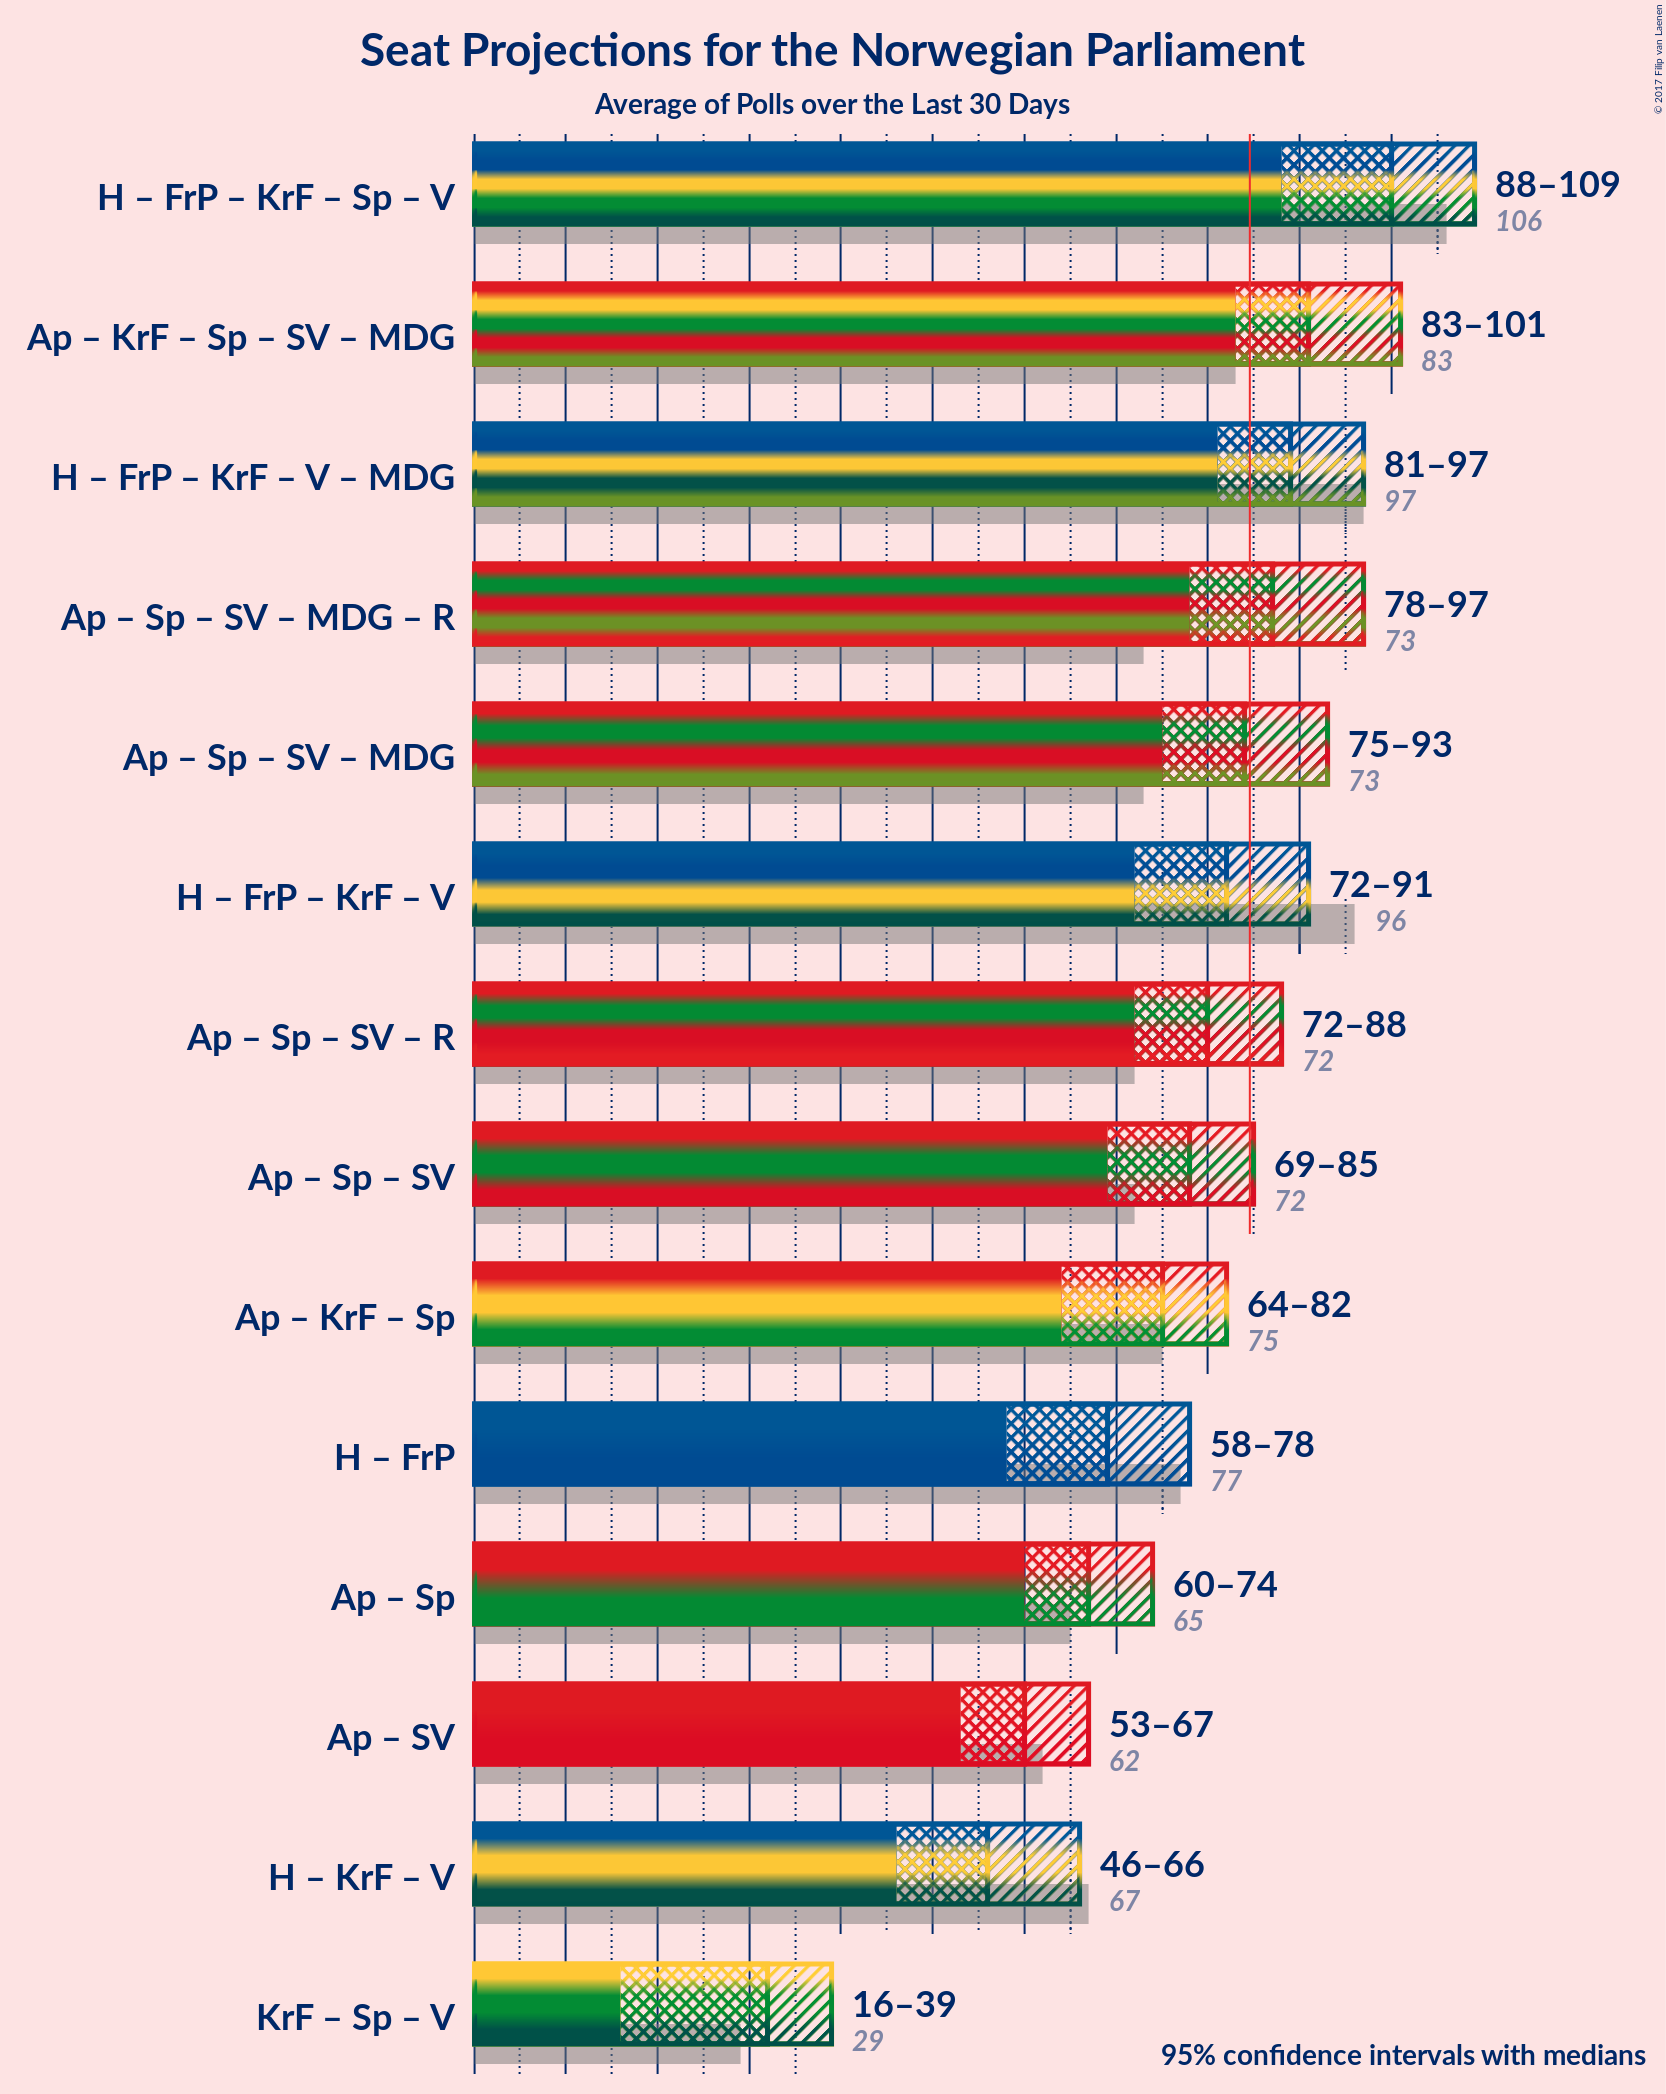 Seat Projections for the Norwegian Parliament
Average of Polls over the Last 30 Days
© 2017 Filip van Laenen
H – FrP – KrF – Sp – V
88–109
106
Ap – KrF – Sp – SV – MDG
83–101
83
H – FrP – KrF – V – MDG
81–97
97
Ap – Sp – SV – MDG – R
78–97
73
Ap – Sp – SV – MDG
75–93
73
H – FrP – KrF – V
72–91
96
Ap – Sp – SV – R
72–88
72
Ap – Sp – SV
69–85
72
Ap – KrF – Sp
64–82
75
H – FrP
58–78
77
Ap – Sp
60–74
65
Ap – SV
53–67
62
H – KrF – V
46–66
67
KrF – Sp – V
16–39
29
95% confidence intervals with medians